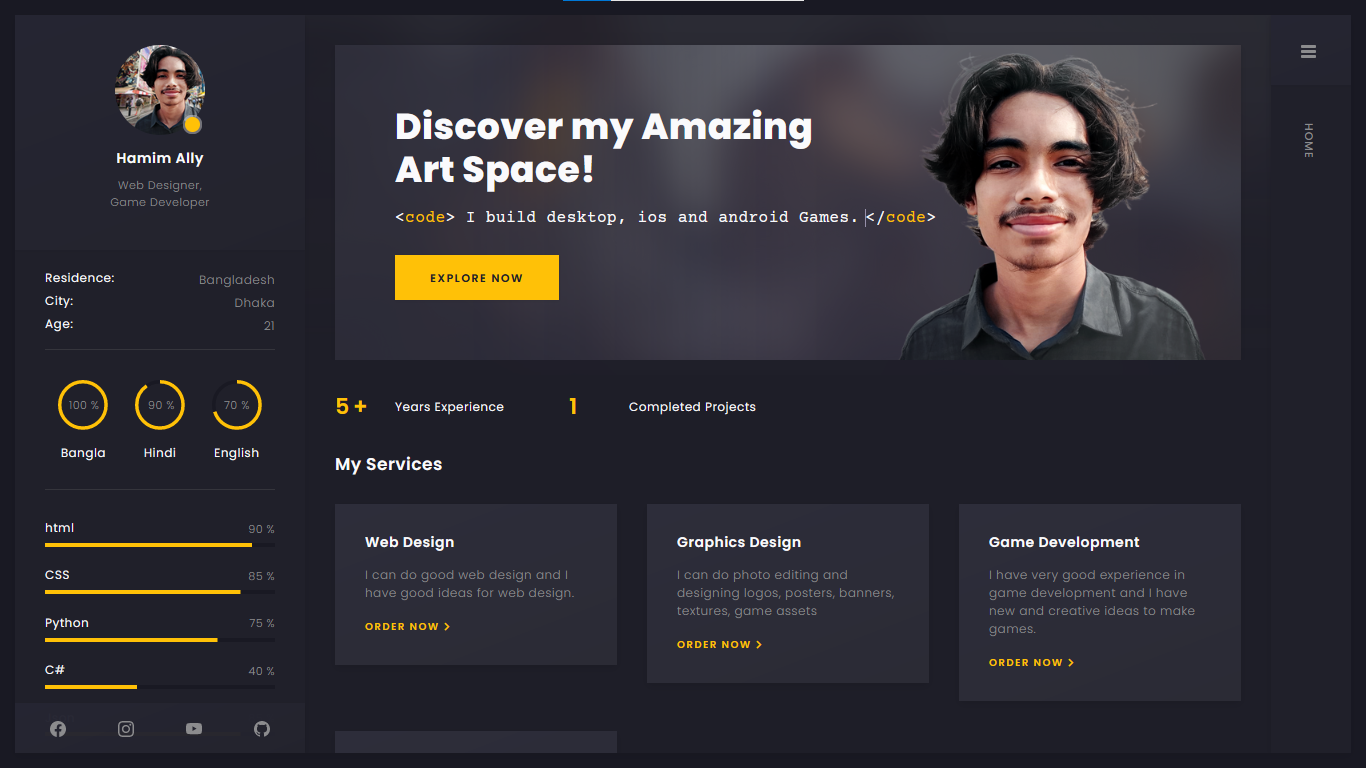 Hamim Ally
Web Designer,
Game Developer
Residence: Bangladesh
City: Dhaka
Age: 21
100 % 90 % 70 %
Bangla Hindi English
html 90 %
CSS 85 %
Python 75 %
C# 40 %
Discover my Amazing
Art Space!
<code> I build desktop, ios and android Games. </code>
EXPLORE NOW
5 + Years Experience 1 Completed Projects
My Services
Web Design
I can do good web design and I
have good ideas for web design.
ORDER NOW
Graphics Design
I can do photo editing and
designing logos, posters, banners,
textures, game assets
ORDER NOW
Game Development
I have very good experience in
game development and I have
new and creative ideas to make
games.
ORDER NOW
HOME